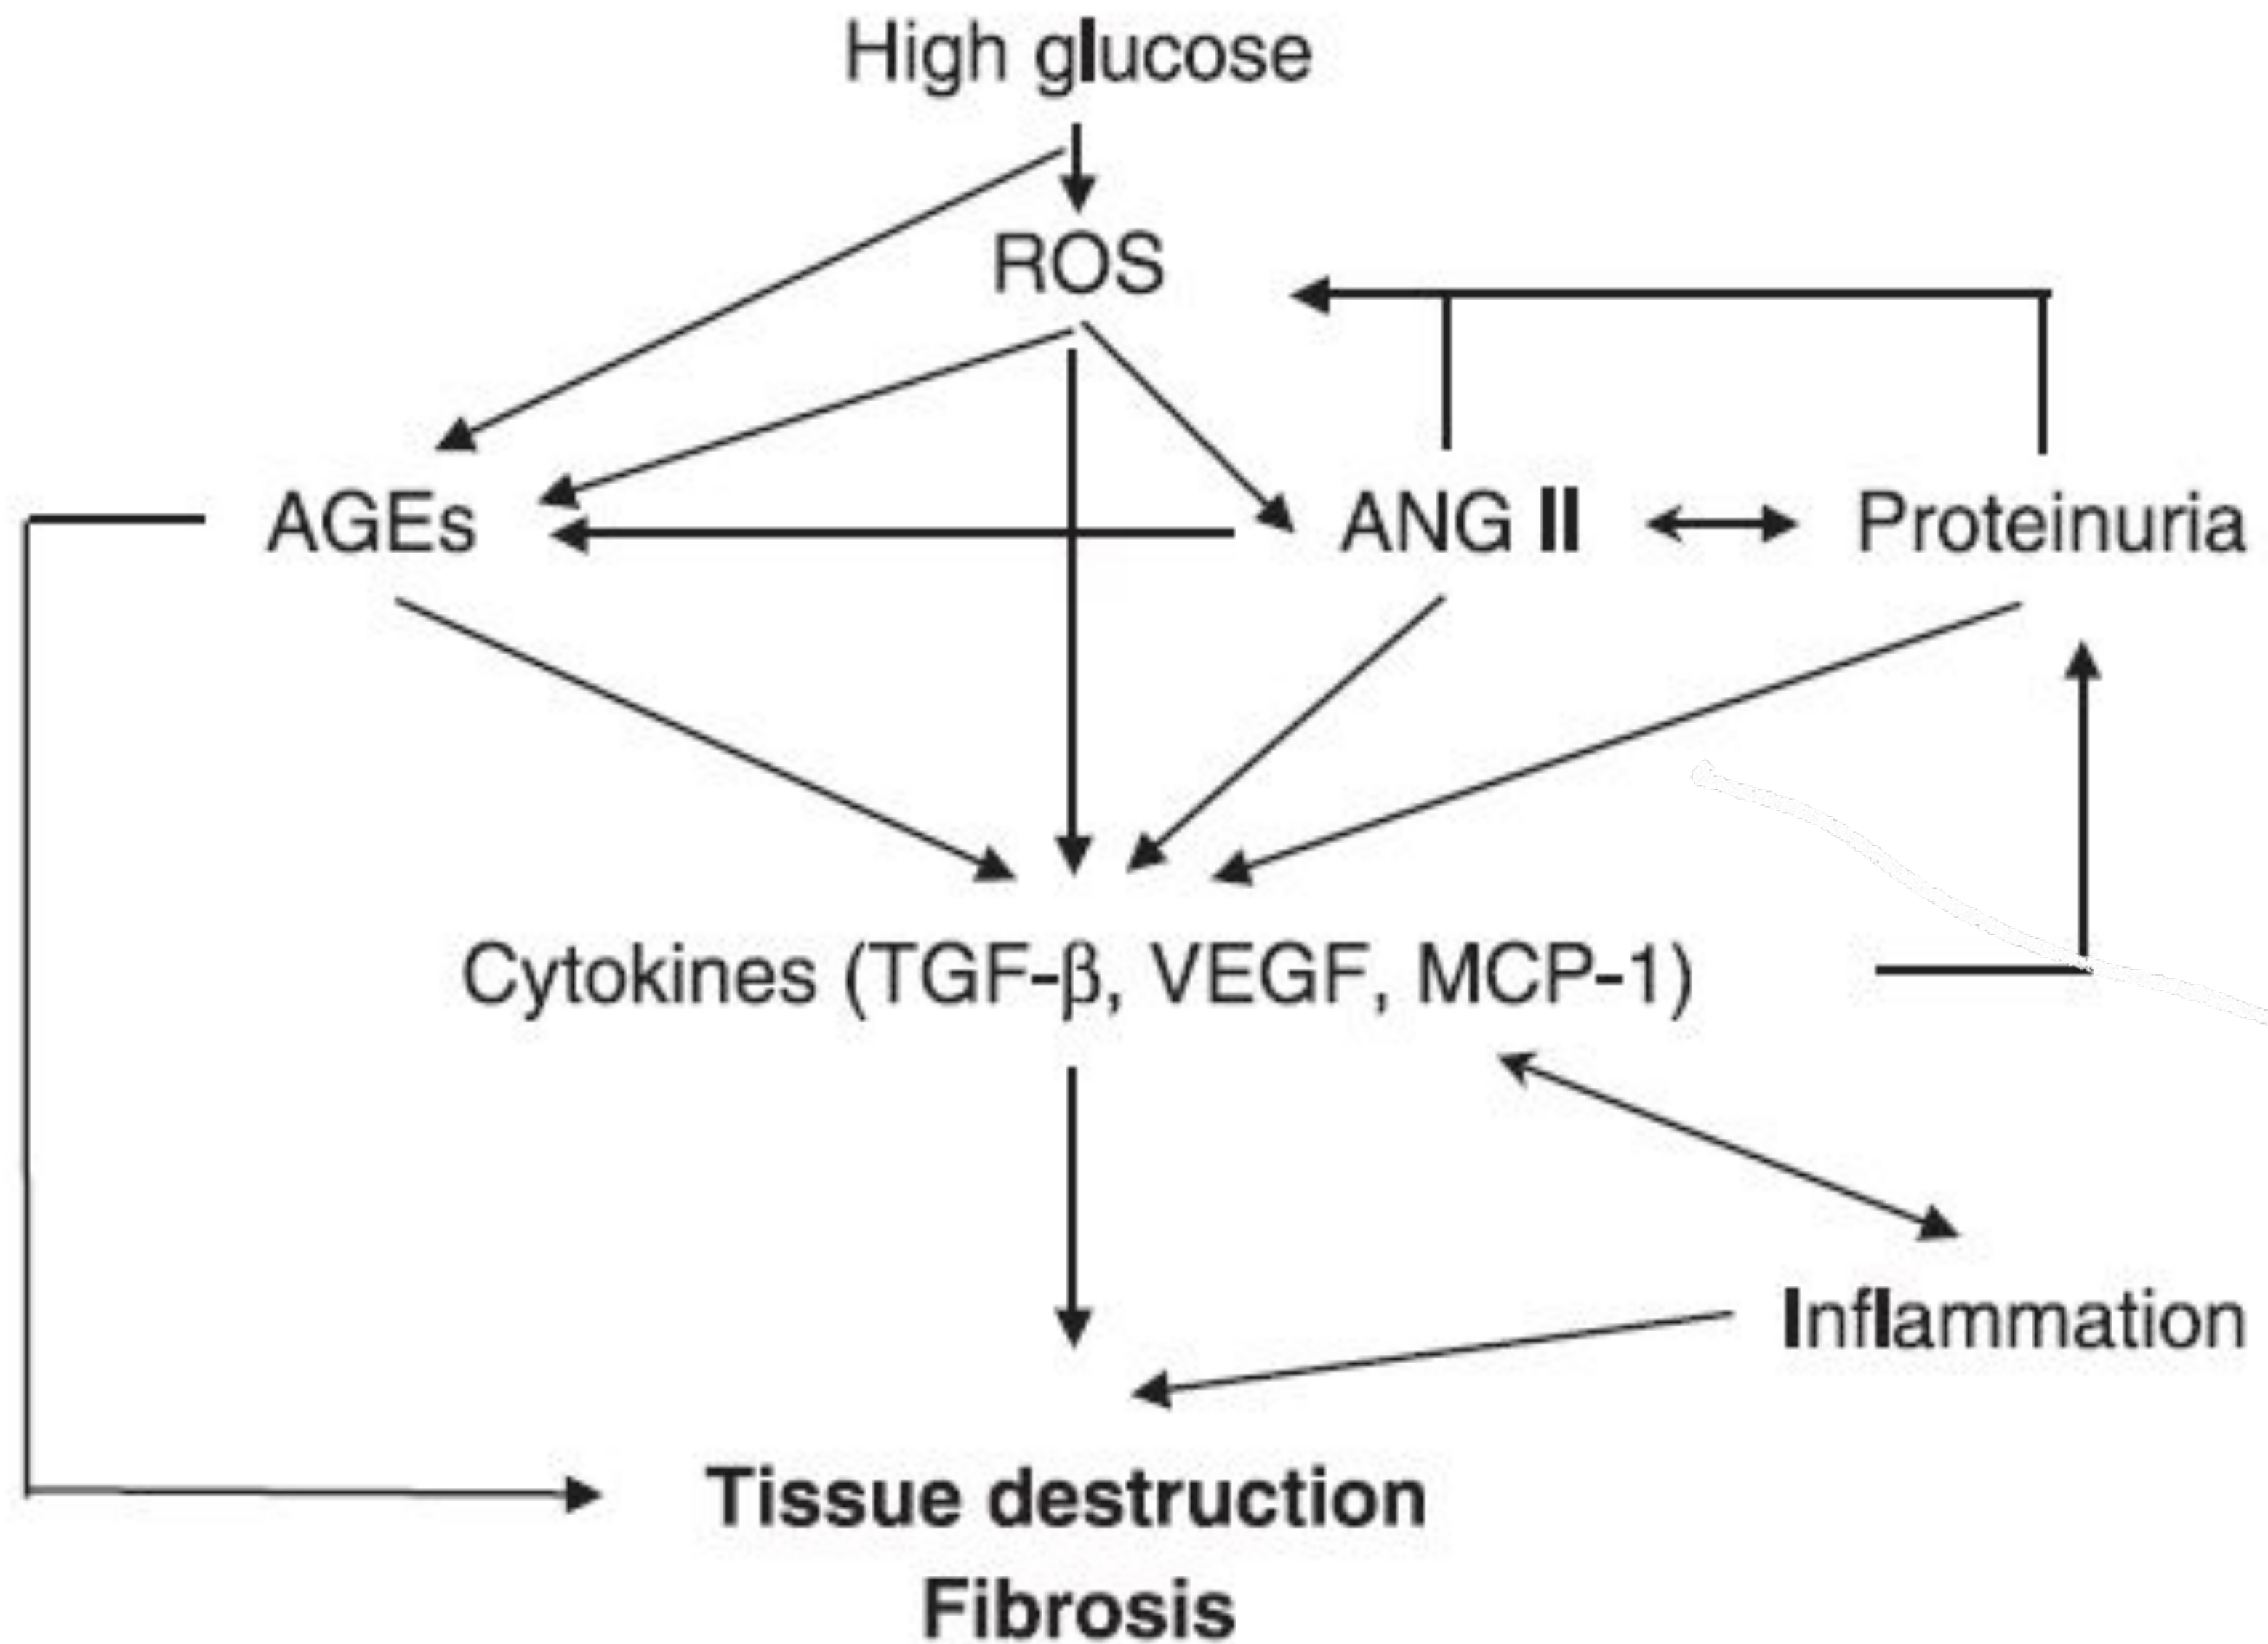 High glucose
ROS
AGEs
ANG II
Proteinuria
Cytokines (TGF-β, VEGF, MCP-1)
Inflammation
Tissue destruction
Fibrosis